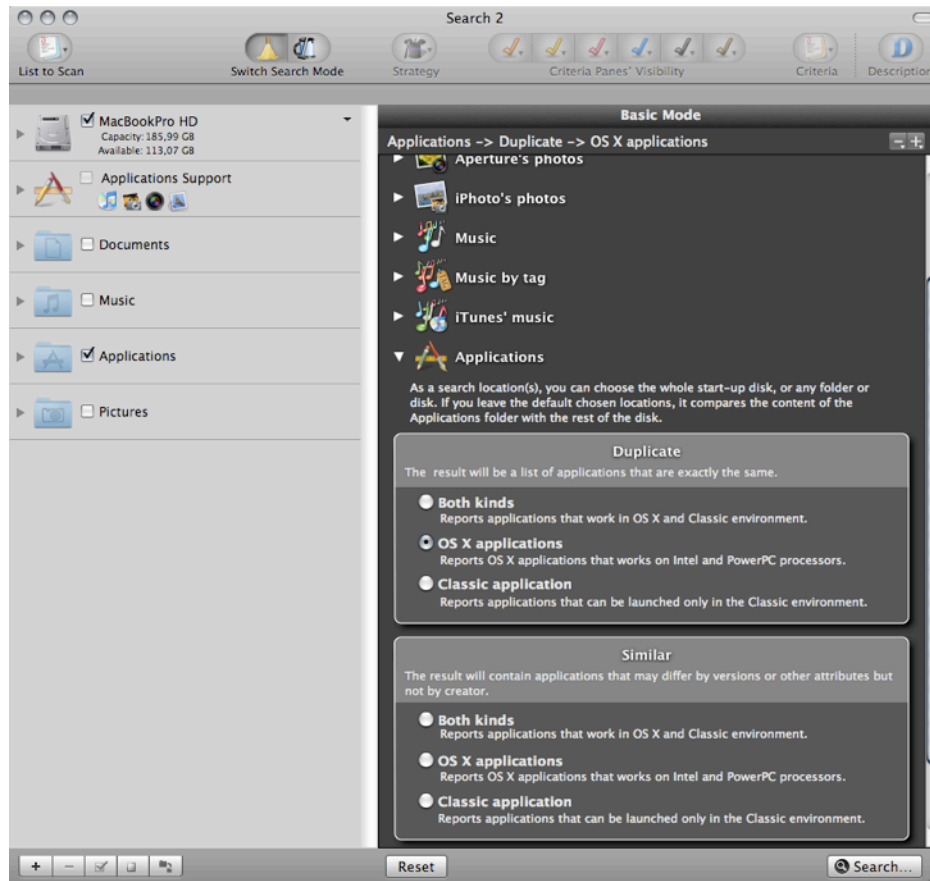 Search 2
List to Scan
Switch Search Mode
Strategy
Criteria Panes' Visibility
Criteria
Description
MacBookPro HD
Capacity: 185,99 GB
Available: 113,07 GB
Applications Support
Documents
Music
Applications
Pictures
Basic Mode
Applications -> Duplicate -> OS X applications
Aperture's photos
iPhoto's photos
Music
Music by tag
iTunes' music
Applications
As a search location(s), you can choose the whole start-up disk, or any folder or
disk. If you leave the default chosen locations, it compares the content of the
Applications folder with the rest of the disk.
Duplicate
The result will be a list of applications that are exactly the same.
Both kinds
Reports applications that work in OS X and Classic environment.
OS X applications
Reports OS X applications that works on Intel and PowerPC processors.
Classic application
Reports applications that can be launched only in the Classic environment.
Similar
The result will contain applications that may differ by versions or other attributes but
not by creator.
Both kinds
Reports applications that work in OS X and Classic environment.
OS X applications
Reports OS X applications that works on Intel and PowerPC processors.
Classic application
Reports applications that can be launched only in the Classic environment.
Reset
Search...